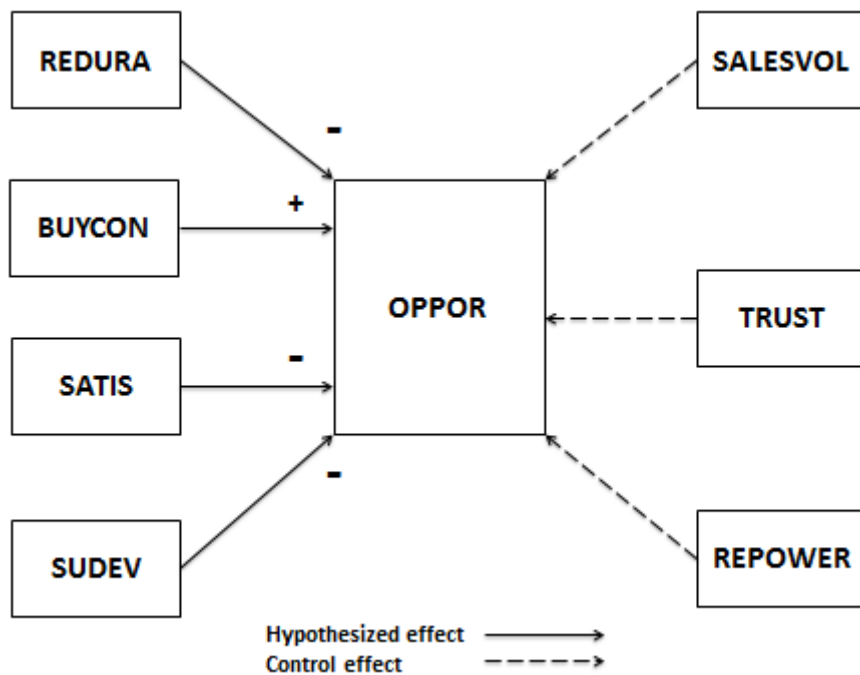 REDURA
SALESVOL
-
+
BUYCON
OPPOR
TRUST
-
SATIS
-
SUDEV
REPOWER
Hypothesized effect
Control effect